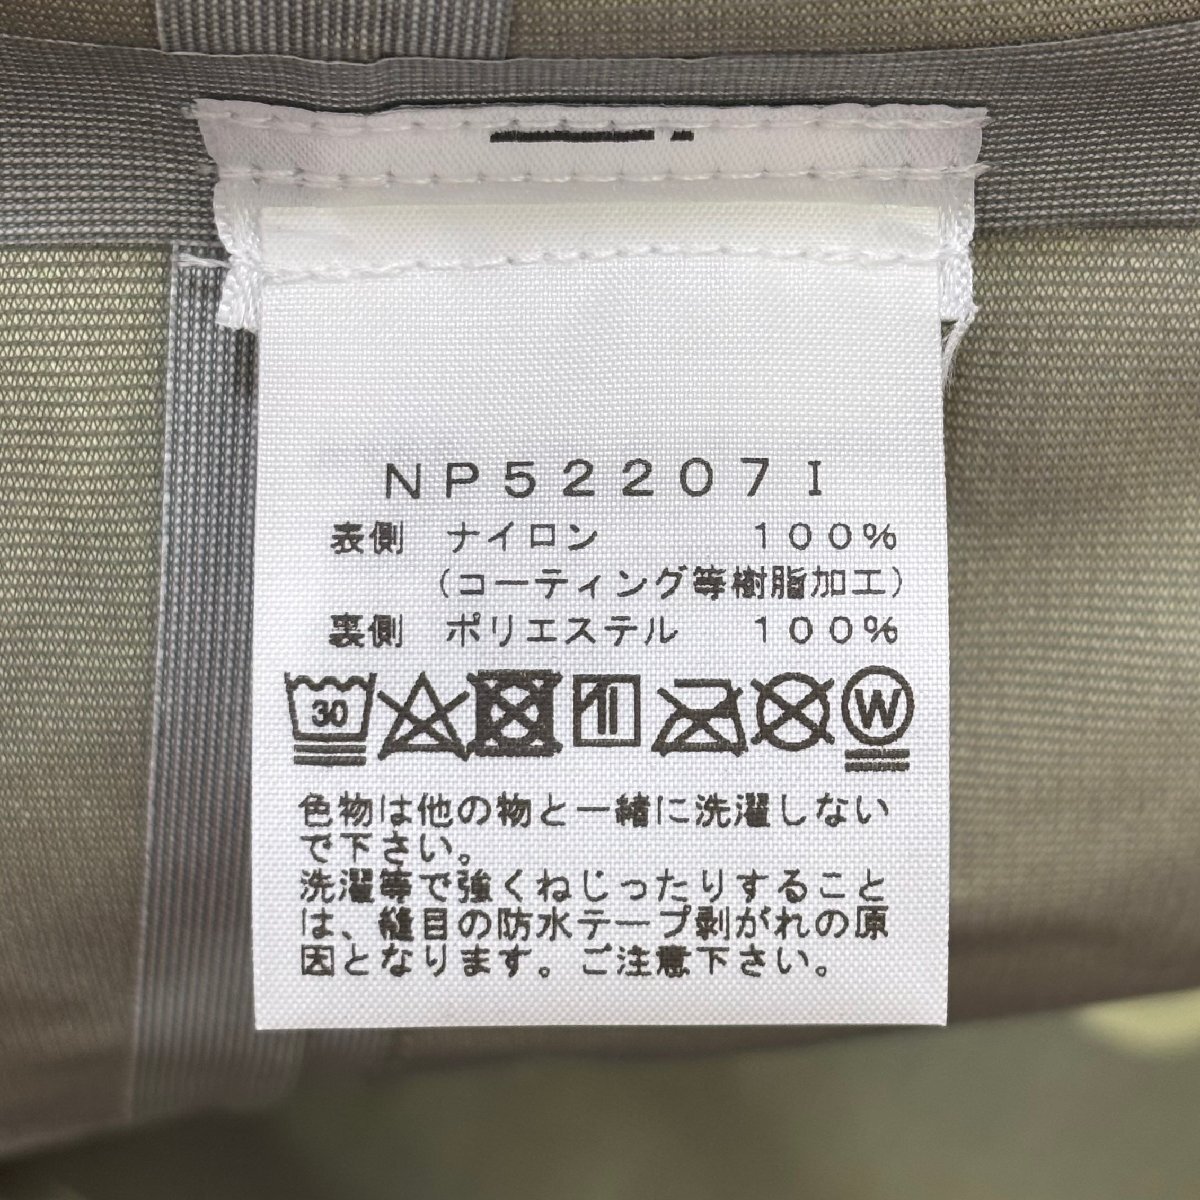 NP52207I
表側 ナイロン 100%
(コーティング等樹脂加工)
裏側 ポリエステル 100%
30 W
色物は他の物と一緒に洗濯しない
で下さい。
洗濯等で強くねじったりすること
は、縫目の防水テープ剥がれの原
因となります。ご注意下さい。